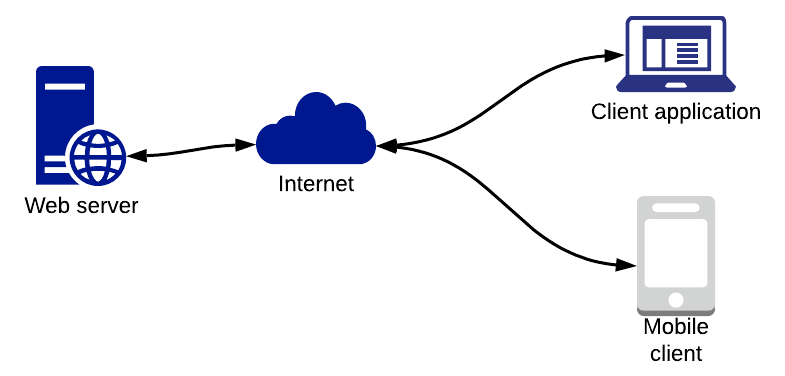 Client application
Internet
Web server
Mobile
client